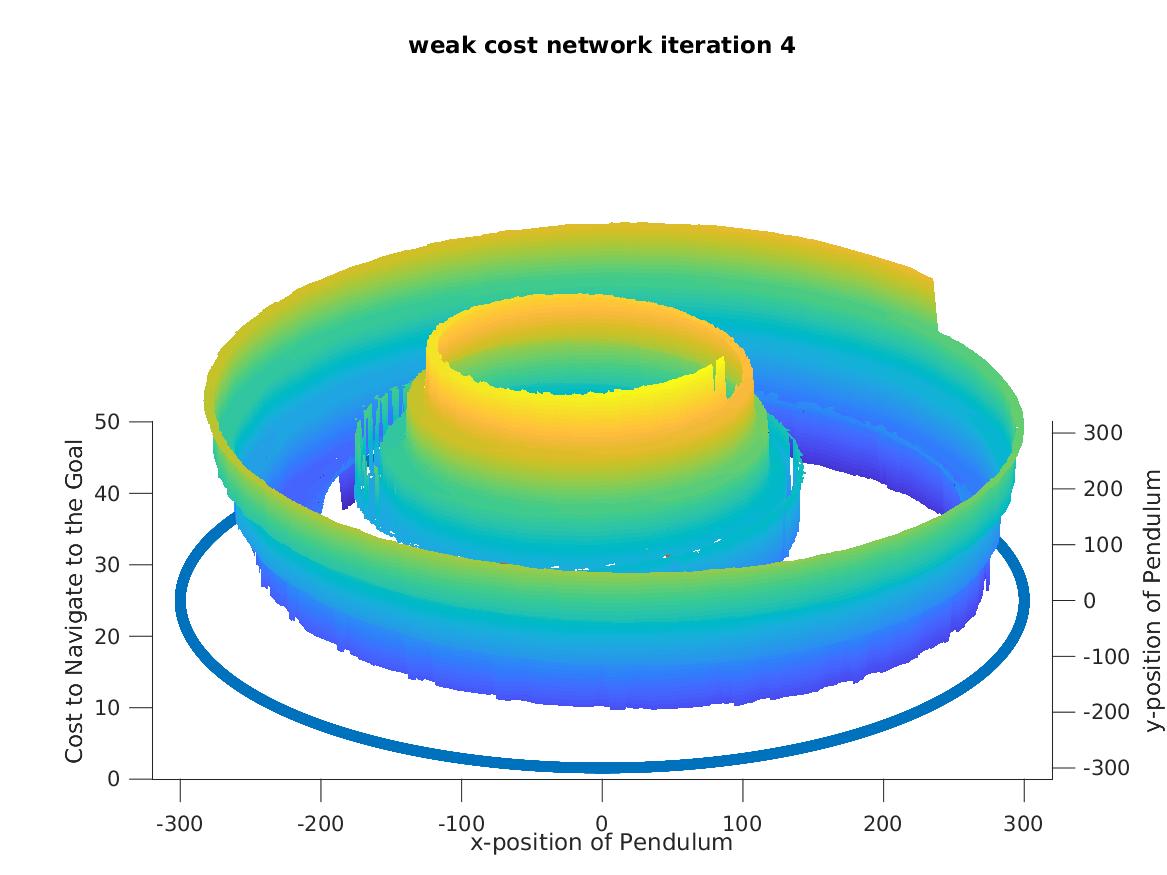 weak cost network iteration 4
Cost to Navigate to the Goal
50
40
30
20
10
0
-300 -200 -100 0 100 200 300
x-position of Pendulum
300
200
100
0
-100
-200
-300
y-position of Pendulum